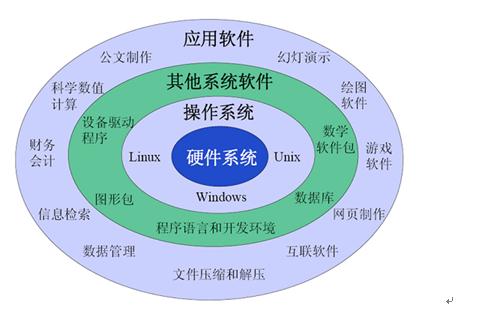 应用软件
公文制作
幻灯演示
科学数值
计算
其他系统软件
绘图
软件
设备驱动
程序
操作系统
数学
软件包
财务
会计
Linux
硬件系统
Unix
游戏
软件
Windows
图形包
数据库
信息检索
网页制作
程序语言和开发环境
数据管理
互联软件
文件压缩和解压